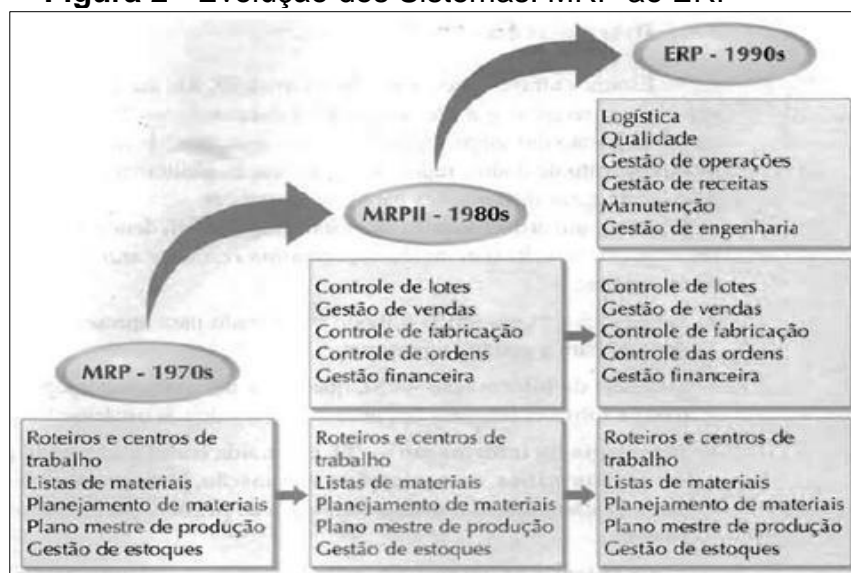 Figura 2 - Evolução dos Sistemas: MRP ao ERP
ERP - 1990s
Logística
Qualidade
Gestão de operações
Gestão de receitas
Manutenção
Gestão de engenharia
MRPII - 1980s
Controle de lotes
Gestão de vendas
Controle de fabricação
Controle de ordens
Gestão financeira
Controle de lotes
Gestão de vendas
Controle de fabricação
Controle das ordens
Gestão financeira
MRP - 1970s
Roteiros e centros de
trabalho
Listas de materiais
Planejamento de materiais
Plano mestre de produção
Gestão de estoques
Roteiros e centros de
trabalho
Listas de materiais
Planejamento de materiais
Plano mestre de produção
Gestão de estoques
Roteiros e centros de
trabalho
Listas de materiais
Planejamento de materiais
Plano mestre de produção
Gestão de estoques